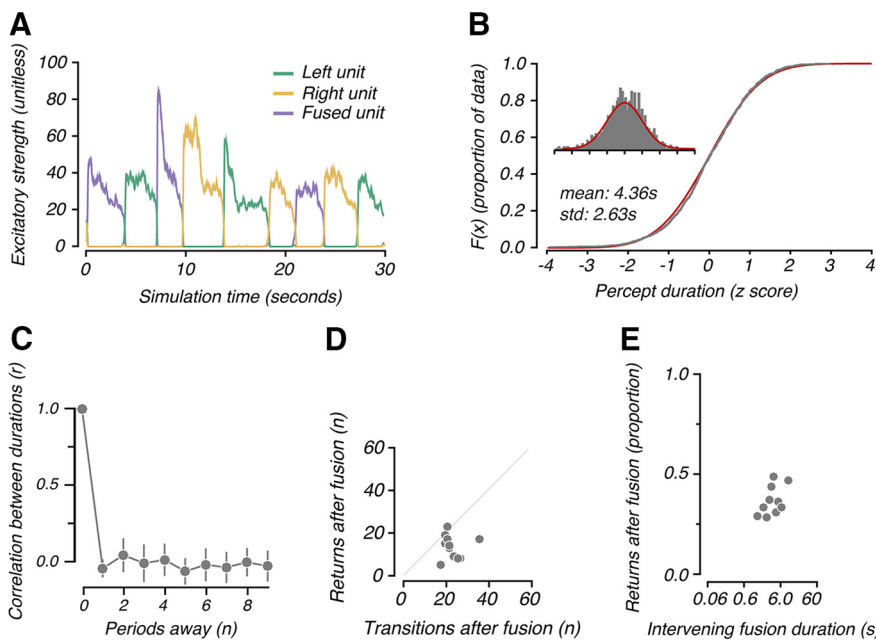 A
Excitatory strength (unitless)
100
80
60
40
20
0
0
10
20
30
Simulation time (seconds)
Left unit
Right unit
Fused unit
B
F(x) (proportion of data)
1.0
0.8
0.6
0.4
0.2
0.0
mean: 4.36s
std: 2.63s
-4
-3
-2
-1
0
1
2
3
4
Percept duration (z score)
C
Correlation between durations (r)
1.0
0.5
0.0
0
2
4
6
8
Periods away (n)
D
Returns after fusion (n)
60
40
20
0
0
20
40
60
Transitions after fusion (n)
E
Returns after fusion (proportion)
1.0
0.5
0.0
0.06
0.6
6.0
60
Intervening fusion duration (s